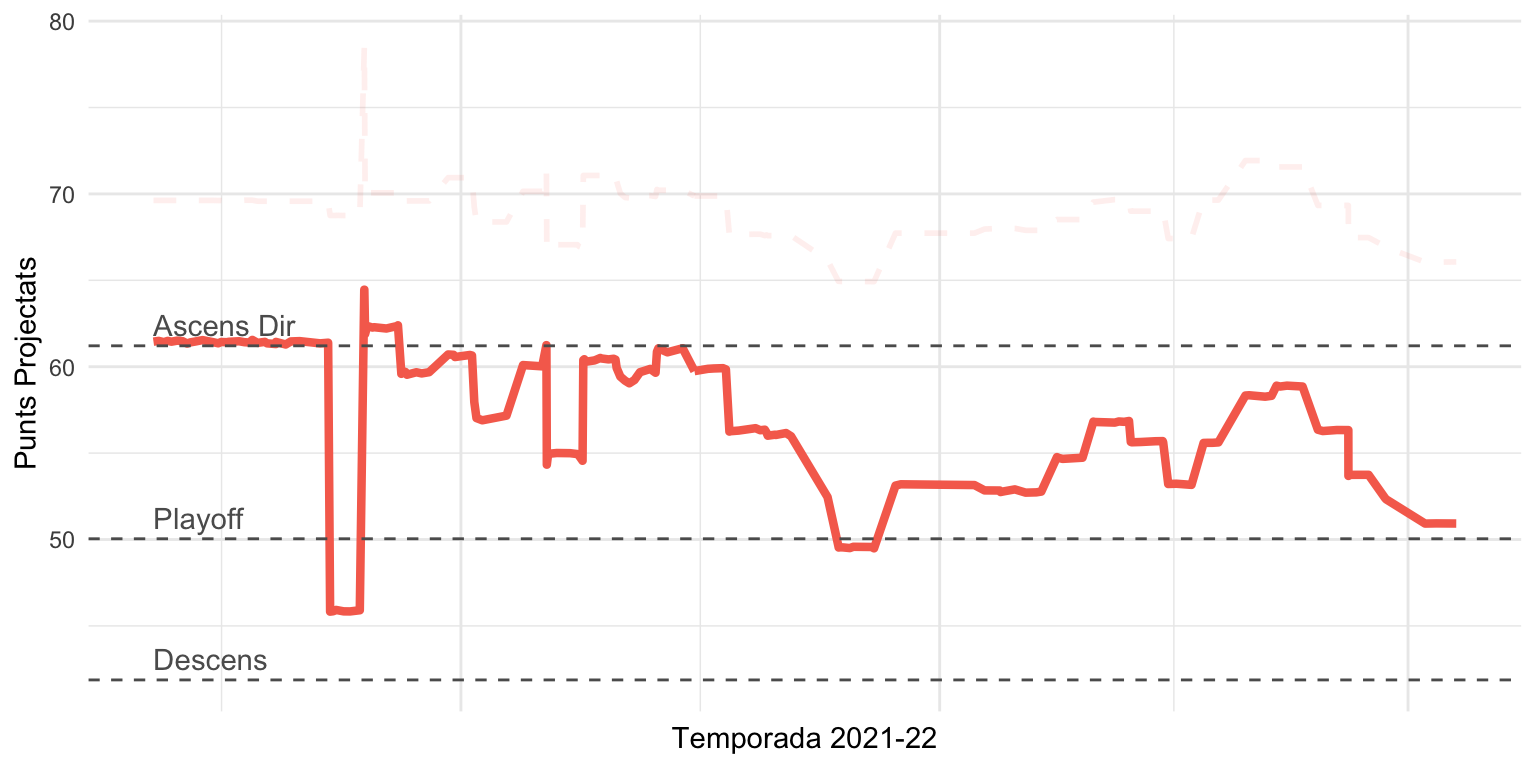 80
70
60
50
Punts Projectats
Ascens Dir
Playoff
Descens
Temporada 2021-22